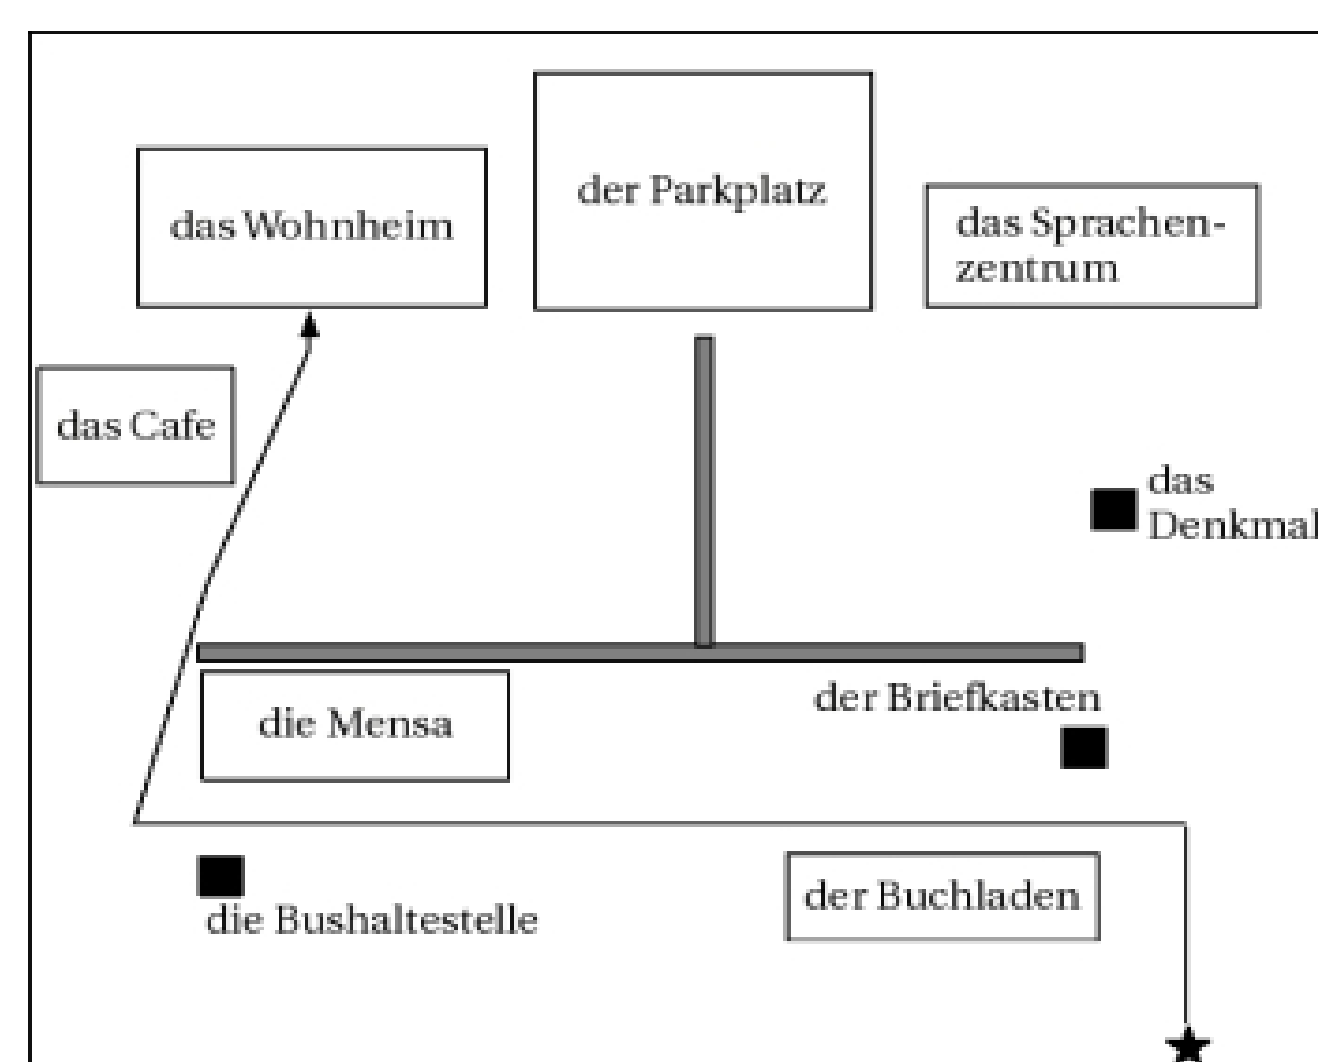 der Parkplatz
das Wohnheim
das Sprachen-
zentrum
das Cafe
das
Denkmal
der Briefkasten
die Mensa
der Buchladen
die Bushaltestelle